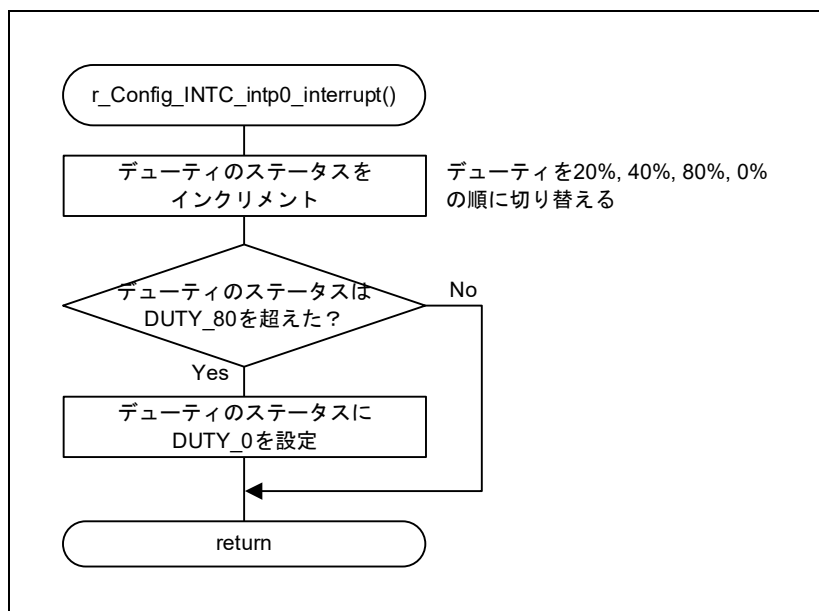 r_Config_INTC_intp0_interrupt()
デューティのステータスを
インクリメント
デューティを20%, 40%, 80%, 0%
の順に切り替える
デューティのステータスは
DUTY_80を超えた？
No
Yes
デューティのステータスに
DUTY_0を設定
return